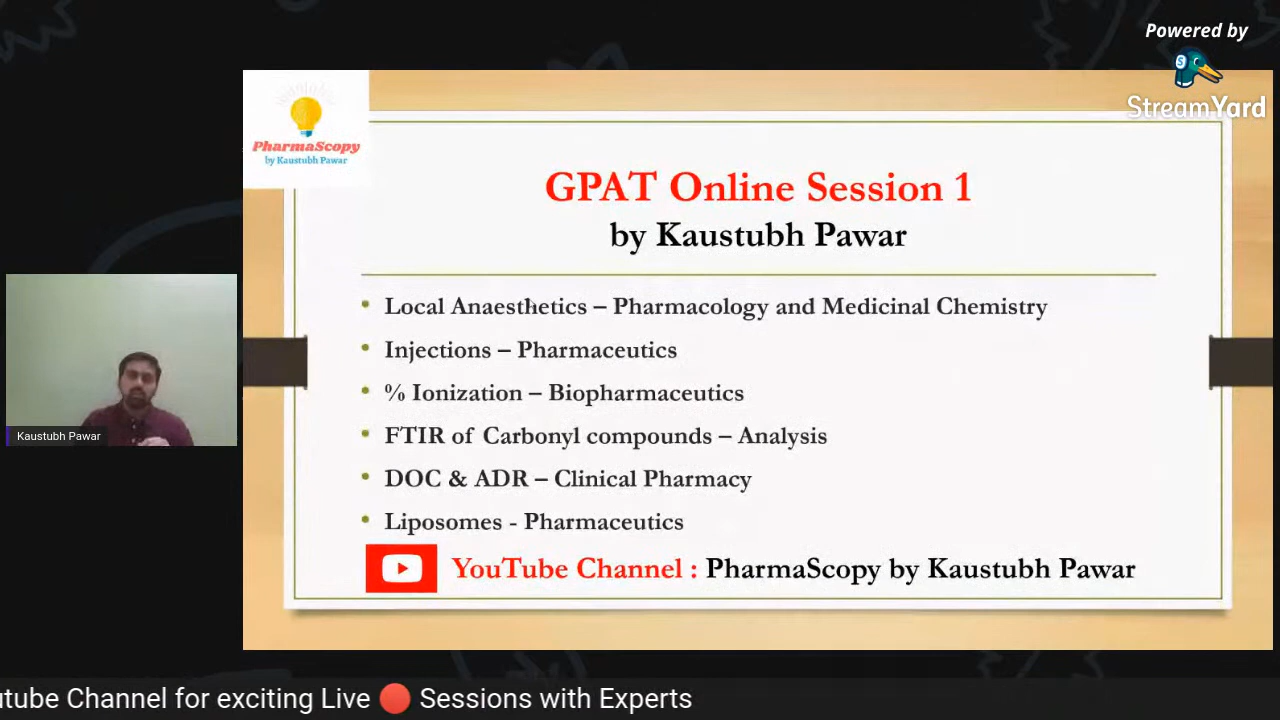 Powered by
StreamYard
PharmaScopy
by Kaustubh Pawar
GPAT Online Session 1
by Kaustubh Pawar
• Local Anaesthetics – Pharmacology and Medicinal Chemistry
• Injections – Pharmaceutics
• % Ionization – Biopharmaceutics
• FTIR of Carbonyl compounds – Analysis
• DOC & ADR – Clinical Pharmacy
• Liposomes - Pharmaceutics
YouTube Channel : PharmaScopy by Kaustubh Pawar
Kaustubh Pawar
utube Channel for exciting Live 🔴 Sessions with Experts